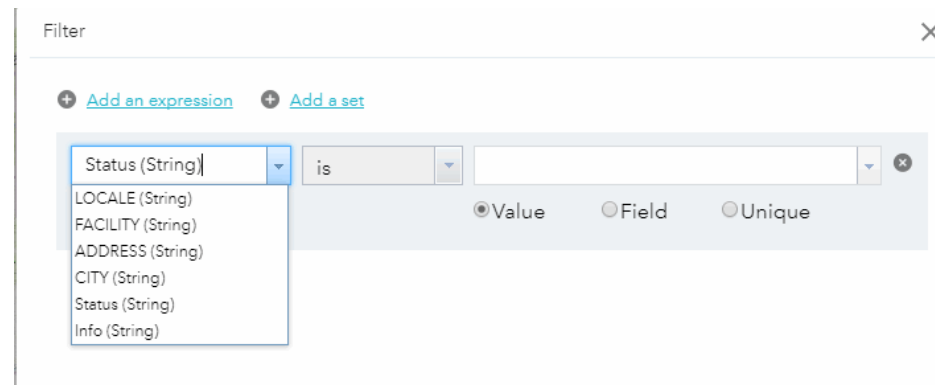 Filter
Add an expression Add a set
Status (String) is
LOCALE (String)
Value Field Unique
FACILITY (String)
ADDRESS (String)
CITY (String)
Status (String)
Info (String)